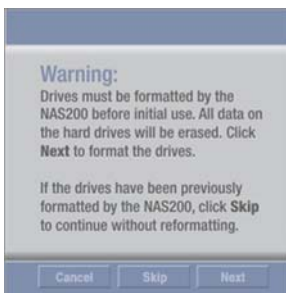 Warning:
Drives must be formatted by the
NAS200 before initial use. All data on
the hard drives will be erased. Click
Next to format the drives.
If the drives have been previously
formatted by the NAS200, click Skip
to continue without reformatting.
Cancel Skip Next